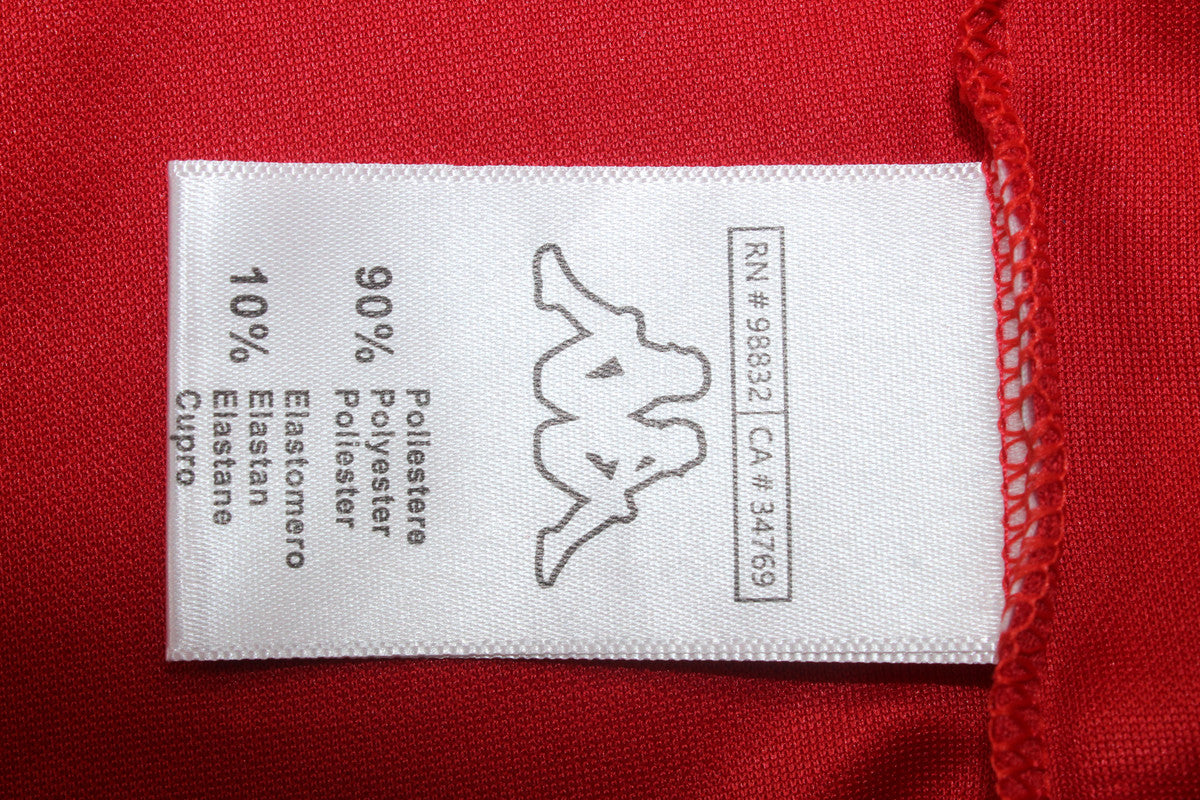 RN # 98832 | CA # 34769
Poliestere
90% Polyester
Poliester
Elastomero
10% Elastan
Elastane
Cupro